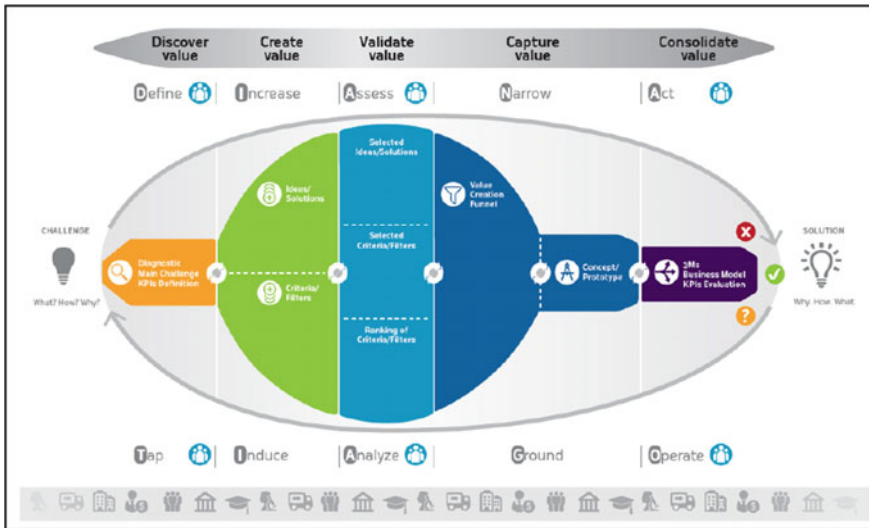 Discover value
Create value
Validate value
Capture value
Consolidate value
Define
Increase
Assess
Narrow
Act
CHALLENGE
What? How? Why?
Diagnostic
Main Challenge
KPIs Definition
Ideas/
Solutions
Criteria/
Filters
Selected
Ideas/Solutions
Selected
Criteria/Filters
Ranking of
Criteria/Filters
Value
Creation
Funnel
Concept/
Prototype
3Ms
Business Model
KPIs Evaluation
?
SOLUTION
Why. How. What.
Tap
Induce
Analyze
Ground
Operate